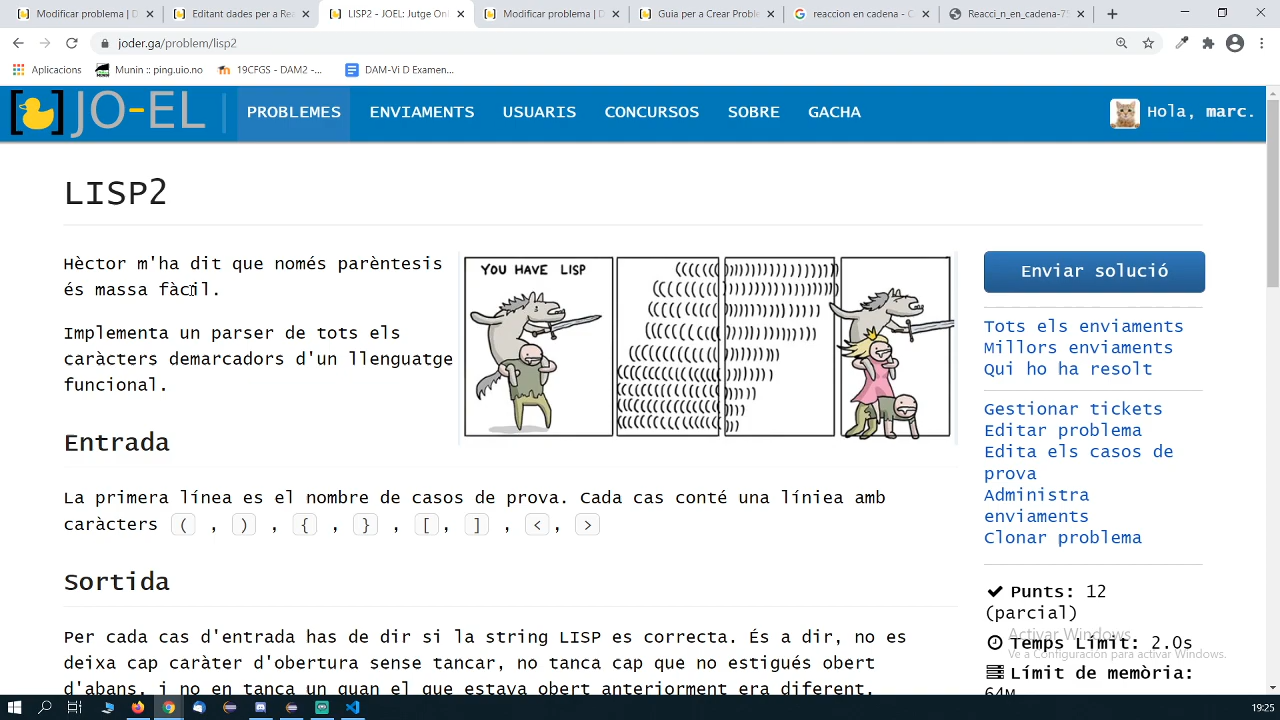 Modificar problema | D
Editant dades per a Rea
LISP2 - JOEL: Jutge Onl
Modificar problema | D
Guia per a Crear Proble
reaccion en cadena - C
Reacci_n_en_cadena-75
joder.ga/problem/lisp2
Aplicacions
Munin :: ping.uio.no
19CFGS - DAM2 -...
DAM-Vi D Examen...
JO-EL
PROBLEMES
ENVIAMENTS
USUARIS
CONCURSOS
SOBRE
GACHA
Hola, marc.
LISP2
Hèctor m'ha dit que només parèntesis
és massa fàcil.
Implementa un parser de tots els
caràcters demarcadors d'un llenguatge
funcional.
YOU HAVE LISP
Entrada
La primera línea es el nombre de casos de prova. Cada cas conté una líniea amb
caràcters ( , ) , { , } , [ , ] , < , >
Sortida
Per cada cas d'entrada has de dir si la string LISP es correcta. És a dir, no es
deixa cap caràter d'obertura sense tancar, no tanca cap que no estigués obert
d'abans, i no en tanca un quan el que estava obert anteriorment era diferent.
Enviar solució
Tots els enviaments
Millors enviaments
Qui ho ha resolt
Gestionar tickets
Editar problema
Edita els casos de
prova
Administra
enviaments
Clonar problema
Punts: 12
(parcial)
Temps Límit: 2.0s
Límit de memòria:
64M
Activar Windows
Ve a Configuración para activar Windows.
19:25